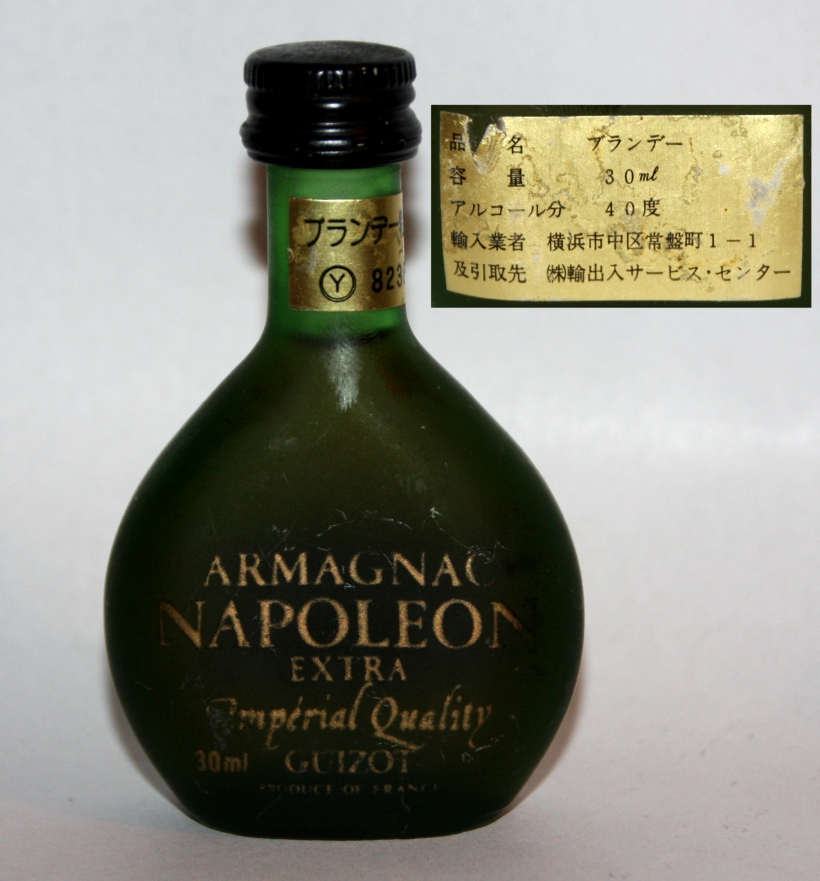 ブランデー
Ⓨ 823
ARMAGNAC
NAPOLEON
EXTRA
Impérial Quality
30ml GUIZOT
PRODUCE OF FRANCE
品名 ブランデー
容量 30ml
アルコール分 40度
輸入業者 横浜市中区常盤町1-1
及引取先 ㈱輸出入サービス・センター